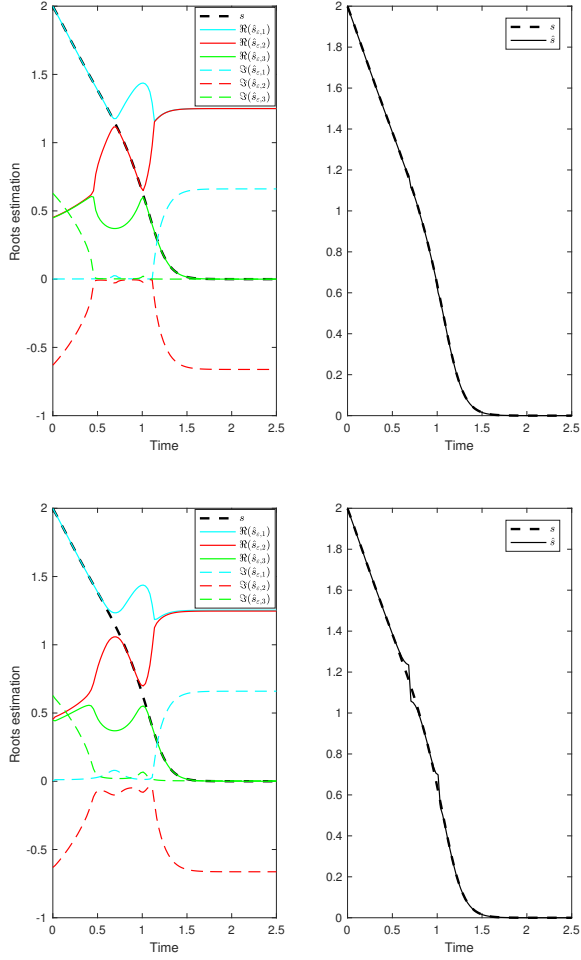 2
1.5
1
0.5
0
-0.5
-1
Roots estimation
0
0.5
1
1.5
2
2.5
Time
s
ℜ(ŝ_{ε,1})
ℜ(ŝ_{ε,2})
ℜ(ŝ_{ε,3})
ℑ(ŝ_{ε,1})
ℑ(ŝ_{ε,2})
ℑ(ŝ_{ε,3})
2
1.8
1.6
1.4
1.2
1
0.8
0.6
0.4
0.2
0
0
0.5
1
1.5
2
2.5
Time
s
ŝ
2
1.5
1
0.5
0
-0.5
-1
Roots estimation
0
0.5
1
1.5
2
2.5
Time
s
ℜ(ŝ_{ε,1})
ℜ(ŝ_{ε,2})
ℜ(ŝ_{ε,3})
ℑ(ŝ_{ε,1})
ℑ(ŝ_{ε,2})
ℑ(ŝ_{ε,3})
2
1.8
1.6
1.4
1.2
1
0.8
0.6
0.4
0.2
0
0
0.5
1
1.5
2
2.5
Time
s
ŝ